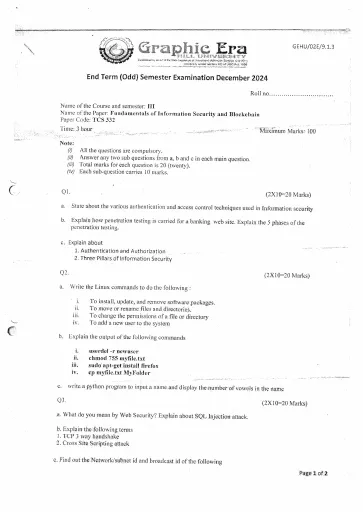 GEHU/02E/9.1.3
Graphic Era
HILL UNIVERSITY
End Term (Odd) Semester Examination December 2024
Roll no................................
Name of the Course and semester: III
Name of the Paper: Fundamentals of Information Security and Blockchain
Paper Code: TCS 332
Time: 3 hour Maximum Marks: 100
Note:
(i) All the questions are compulsory.
(ii) Answer any two sub questions from a, b and c in each main question.
(iii) Total marks for each question is 20 (twenty).
(iv) Each sub-question carries 10 marks.
Q1. (2X10=20 Marks)
a. State about the various authentication and access control techniques used in Information security
b. Explain how penetration testing is carried for a banking web site. Explain the 5 phases of the
penetration testing.
c. Explain about
1. Authentication and Authorization
2. Three Pillars of Information Security
Q2. (2X10=20 Marks)
a. Write the Linux commands to do the following :
i. To install, update, and remove software packages.
ii. To move or rename files and directories.
iii. To change the permissions of a file or directory
iv. To add a new user to the system
b. Explain the output of the following commands
i. userdel -r newuser
ii. chmod 755 myfile.txt
iii. sudo apt-get install firefox
iv. cp myfile.txt MyFolder
c. write a python program to input a name and display the number of vowels in the name
Q3. (2X10=20 Marks)
a. What do you mean by Web Security? Explain about SQL Injection attack.
b. Explain the following terms
1. TCP 3 way handshake
2. Cross Site Scripting attack
c. Find out the Network/subnet id and broadcast id of the following
Page 1 of 2